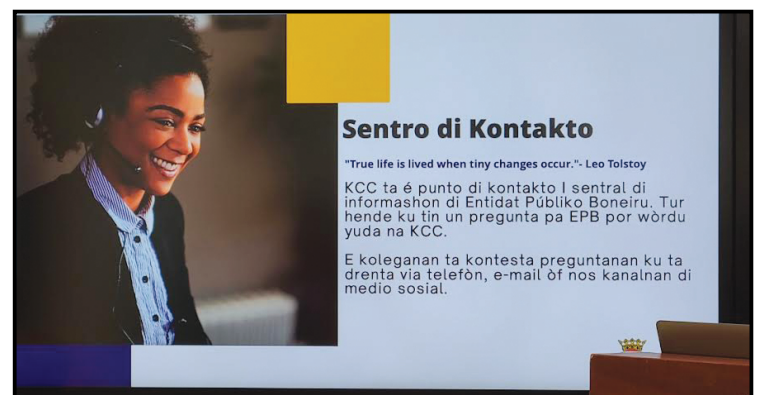 Sentro di Kontakto
"True life is lived when tiny changes occur."- Leo Tolstoy
KCC ta é punto di kontakto I sentral di
informashon di Entidat Públiko Boneiru. Tur
hende ku tin un pregunta pa EPB por wòrdu
yuda na KCC.
E koleganan ta kontesta preguntanan ku ta
drenta via telefòn, e-mail òf nos kanalnan di
medio sosial.